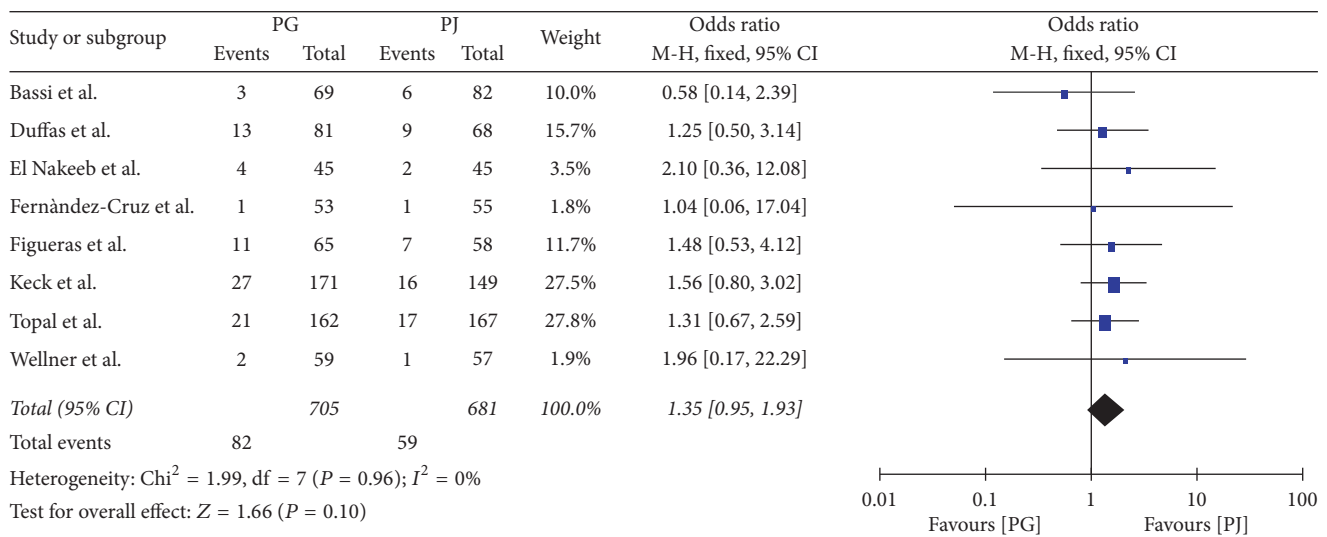 Study or subgroup PG PJ Weight Odds ratio Odds ratio
Events Total Events Total M-H, fixed, 95% CI M-H, fixed, 95% CI
Bassi et al. 3 69 6 82 10.0% 0.58 [0.14, 2.39]
Duffas et al. 13 81 9 68 15.7% 1.25 [0.50, 3.14]
El Nakeeb et al. 4 45 2 45 3.5% 2.10 [0.36, 12.08]
Fernàndez-Cruz et al. 1 53 1 55 1.8% 1.04 [0.06, 17.04]
Figueras et al. 11 65 7 58 11.7% 1.48 [0.53, 4.12]
Keck et al. 27 171 16 149 27.5% 1.56 [0.80, 3.02]
Topal et al. 21 162 17 167 27.8% 1.31 [0.67, 2.59]
Wellner et al. 2 59 1 57 1.9% 1.96 [0.17, 22.29]
Total (95% CI) 705 681 100.0% 1.35 [0.95, 1.93]
Total events 82 59
Heterogeneity: Chi² = 1.99, df = 7 (P = 0.96); I² = 0%
Test for overall effect: Z = 1.66 (P = 0.10)
0.01 0.1 1 10 100
Favours [PG] Favours [PJ]